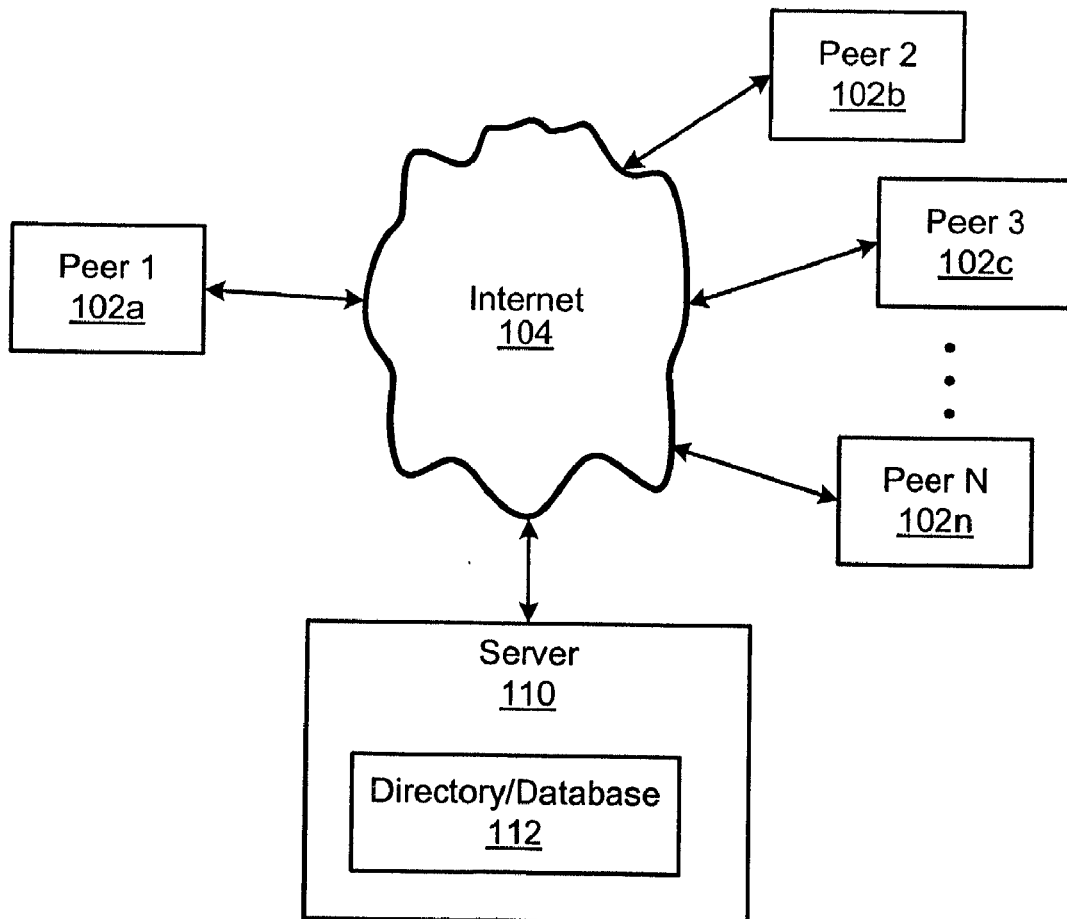 Peer 2
102b
Peer 1
102a
Internet
104
Peer 3
102c
Peer N
102n
Server
110
Directory/Database
112